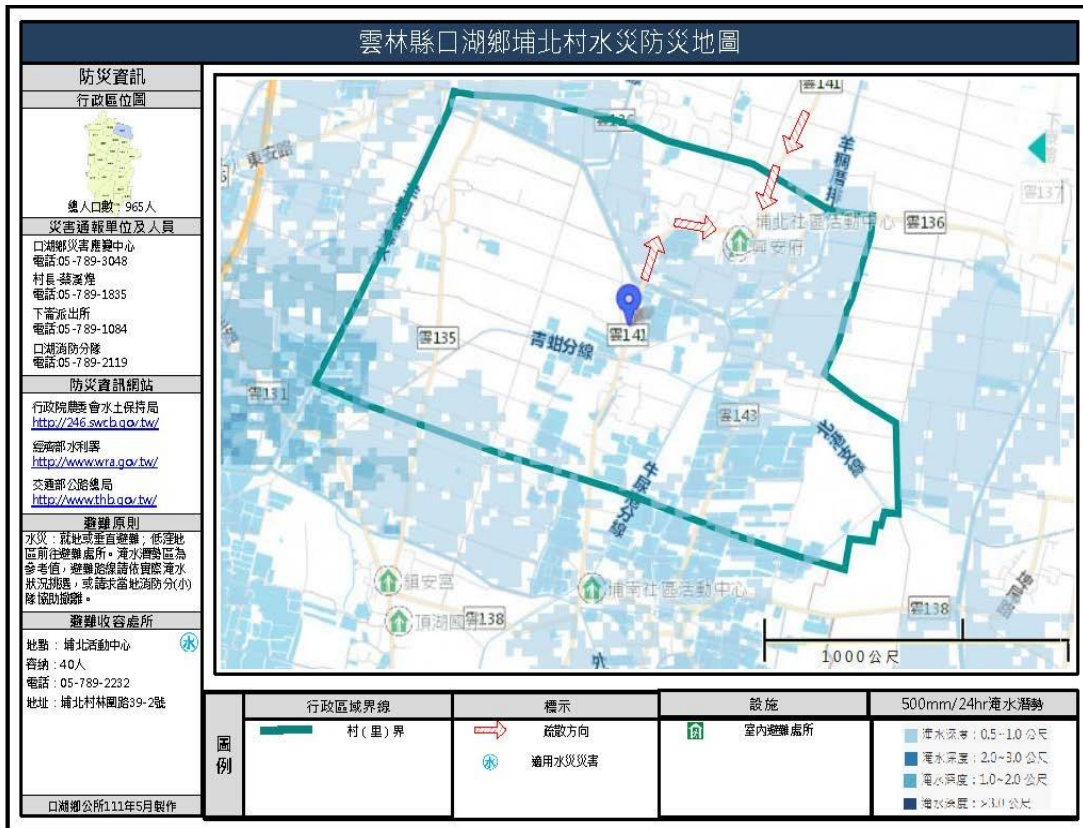 雲林縣口湖鄉埔北村水災防災地圖
防災資訊
行政區位圖
總人口數：965人
災害通報單位及人員
口湖鄉災害應變中心
電話:05-789-3048
村長-蔡溪煌
電話:05-789-1835
下崙派出所
電話:05-789-1084
口湖消防分隊
電話:05-789-2119
防災資訊網站
行政院農委會水土保持局
http://246.swcb.gov.tw/
經濟部水利署
http://www.wra.gov.tw/
交通部公路總局
http://www.thb.gov.tw/
避難原則
水災：就地或垂直避難；低窪地
區前往避難處所。淹水潛勢區為
參考值，避難路線請依實際淹水
狀況挑選，或請求當地消防分(小)
隊協助撤離。
避難收容處所
地點：埔北活動中心
水
容納：40人
電話：05-789-2232
地址：埔北村林園路39-2號
口湖鄉公所111年5月製作
雲141
雲136
東安路
羊稠厝排
雲137
埔北社區活動中心
雲136
興安府
雲141
雲135
青蚶分線
雲131
雲143
牛尿港分線
鎮安宮
埔南社區活動中心
頂湖國小
雲138
雲138
1000公尺
圖例
行政區域界線
村(里)界
標示
疏散方向
水
適用水災災害
設施
室內避難處所
500mm/24hr淹水潛勢
淹水深度：0.5~1.0 公尺
淹水深度：2.0~3.0 公尺
淹水深度：1.0~2.0 公尺
淹水深度：>3.0 公尺